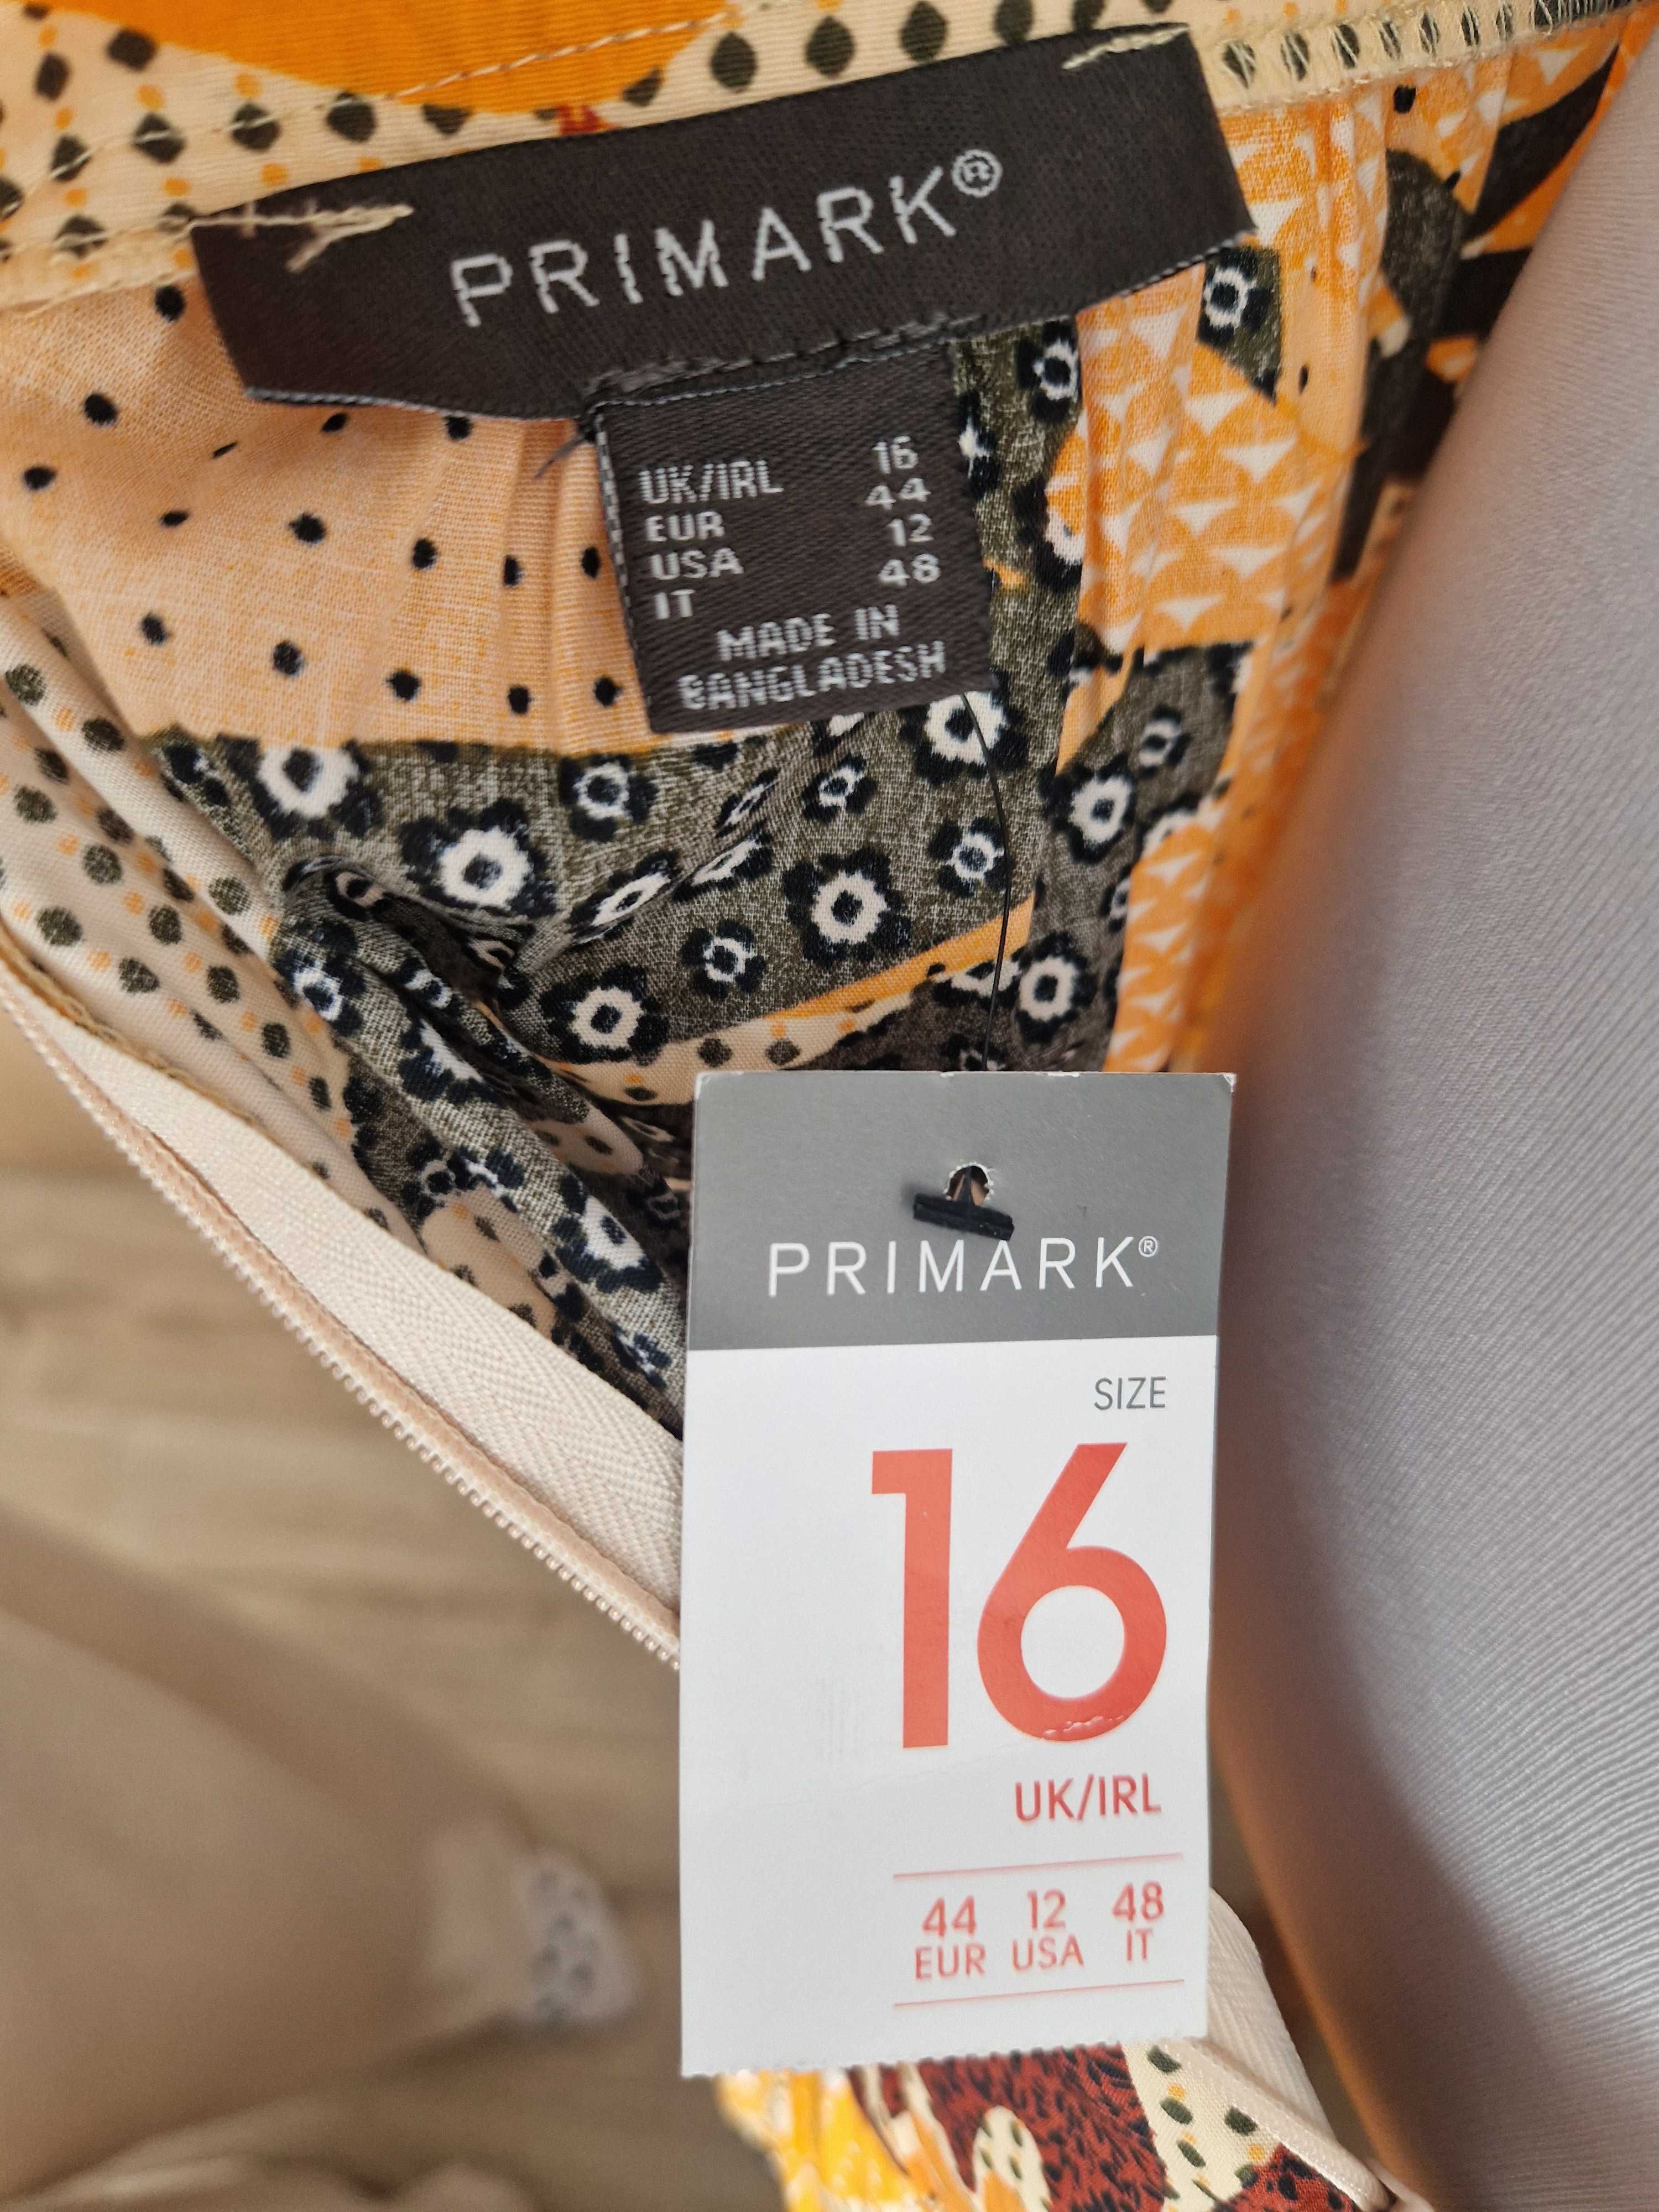 PRIMARK®
UK/IRL 16
EUR 44
USA 12
IT 48
MADE IN
BANGLADESH
PRIMARK®
SIZE
16
UK/IRL
44 12 48
EUR USA IT